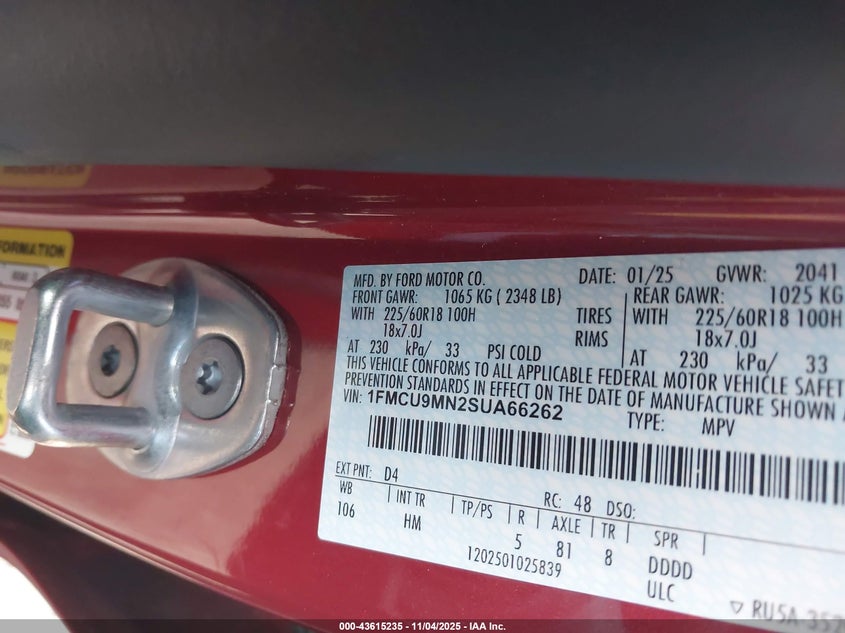 FORMATION
MFD. BY FORD MOTOR CO.
DATE: 01/25 GVWR: 2041
FRONT GAWR: 1065 KG ( 2348 LB) REAR GAWR: 1025 KG
WITH 225/60R18 100H TIRES WITH 225/60R18 100H
18x7.0J RIMS 18x7.0J
AT 230 kPa/ 33 PSI COLD AT 230 kPa/ 33
THIS VEHICLE CONFORMS TO ALL APPLICABLE FEDERAL MOTOR VEHICLE SAFET
PREVENTION STANDARDS IN EFFECT ON THE DATE OF MANUFACTURE SHOWN
VIN: 1FMCU9MN2SUA66262 TYPE: MPV
EXT PNT: D4 RC: 48 DSO:
WB INT TR TP/PS R AXLE TR SPR
106 HM 5 81 8 DDDD
1202501025839 ULC
▽ RU5A 35
000-43615235 - 11/04/2025 - IAA Inc.